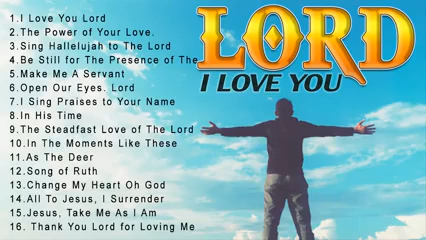 LORD
I LOVE YOU
1.I Love You Lord
2.The Power of Your Love.
3.Sing Hallelujah to The Lord
4.Be Still for The Presence of The
5.Make Me A Servant
6.Open Our Eyes. Lord
7.I Sing Praises to Your Name
8.In His Time
9.The Steadfast Love of The Lord
10.In The Moments Like These
11.As The Deer
12.Song of Ruth
13.Change My Heart Oh God
14.All To Jesus, I Surrender
15.Jesus, Take Me As I Am
16. Thank You Lord for Loving Me